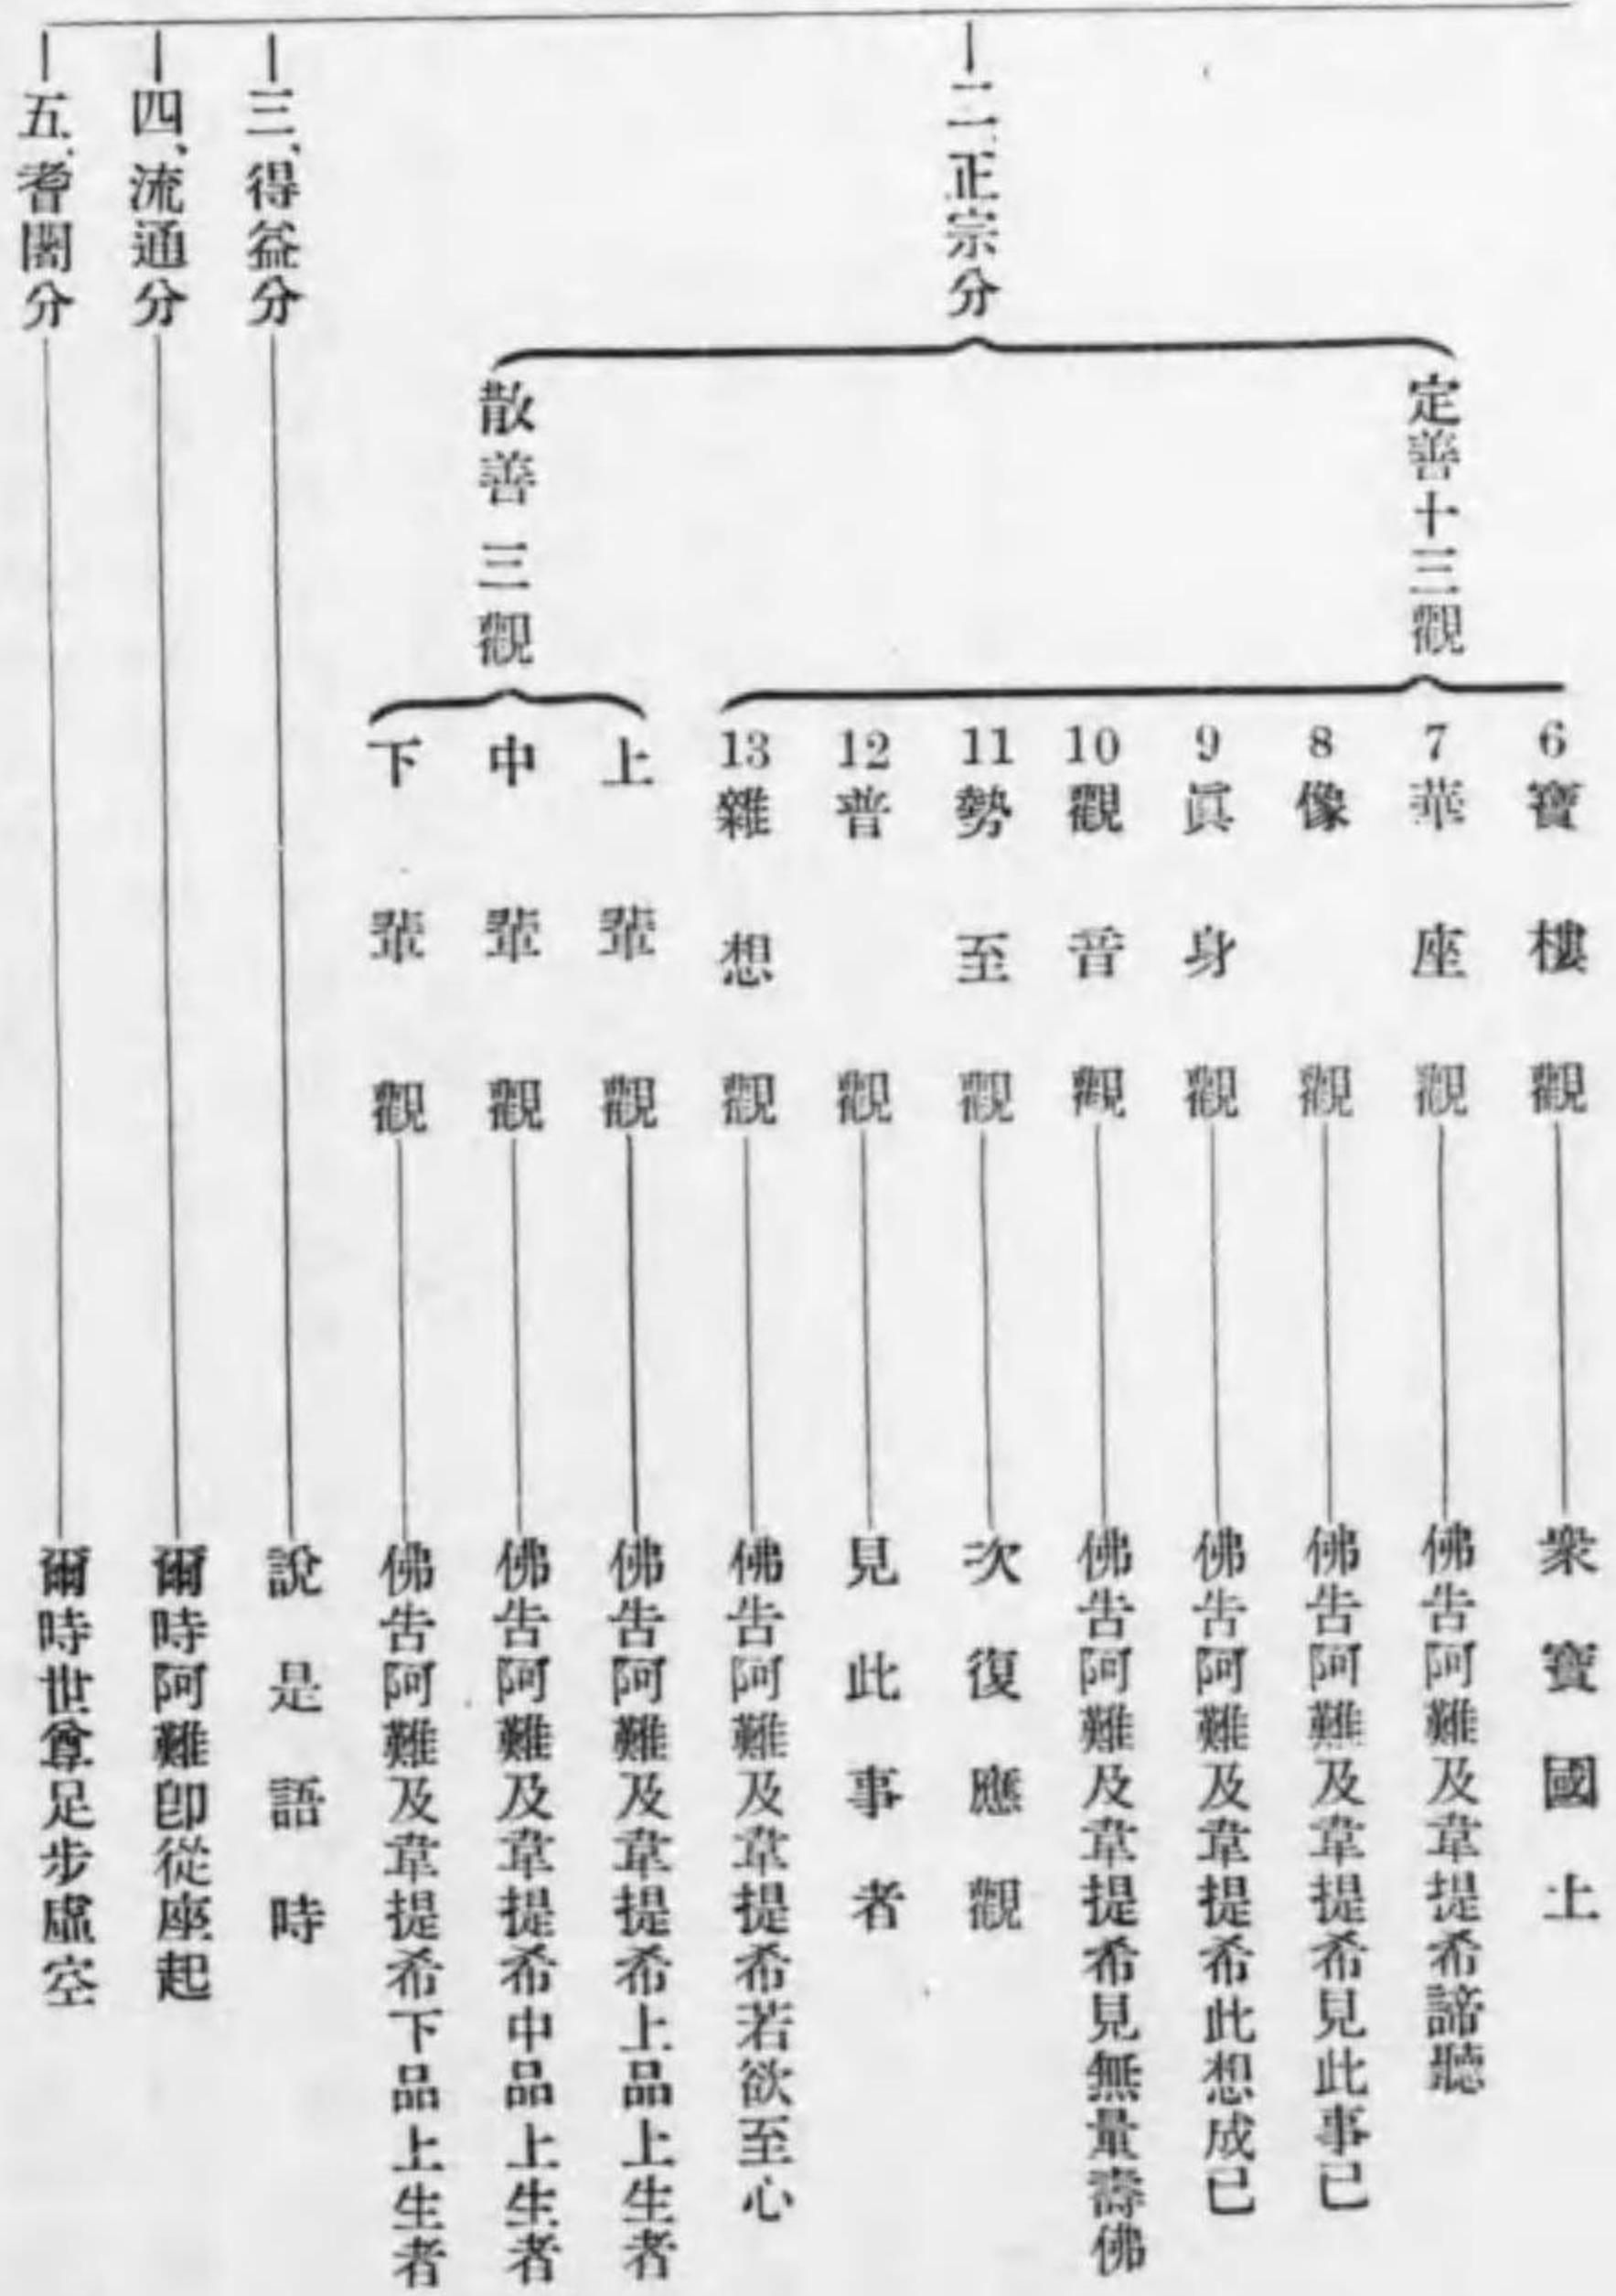 二、正宗分
定善十三觀
6 寶樓觀 衆寶國土
7 華座觀 佛告阿難及韋提希諦聽
8 像觀 佛告阿難及韋提希見此事已
9 眞身觀 佛告阿難及韋提希此想成已
10 觀音觀 佛告阿難及韋提希見無量壽佛
11 勢至觀 次復應觀
12 普觀 見此事者
13 雜想觀 佛告阿難及韋提希若欲至心
散善三觀
上輩觀 佛告阿難及韋提希上品上生者
中輩觀 佛告阿難及韋提希中品上生者
下輩觀 佛告阿難及韋提希下品上生者
三、得益分 說是語時
四、流通分 爾時阿難卽從座起
五、耆闍分 爾時世尊足步虛空